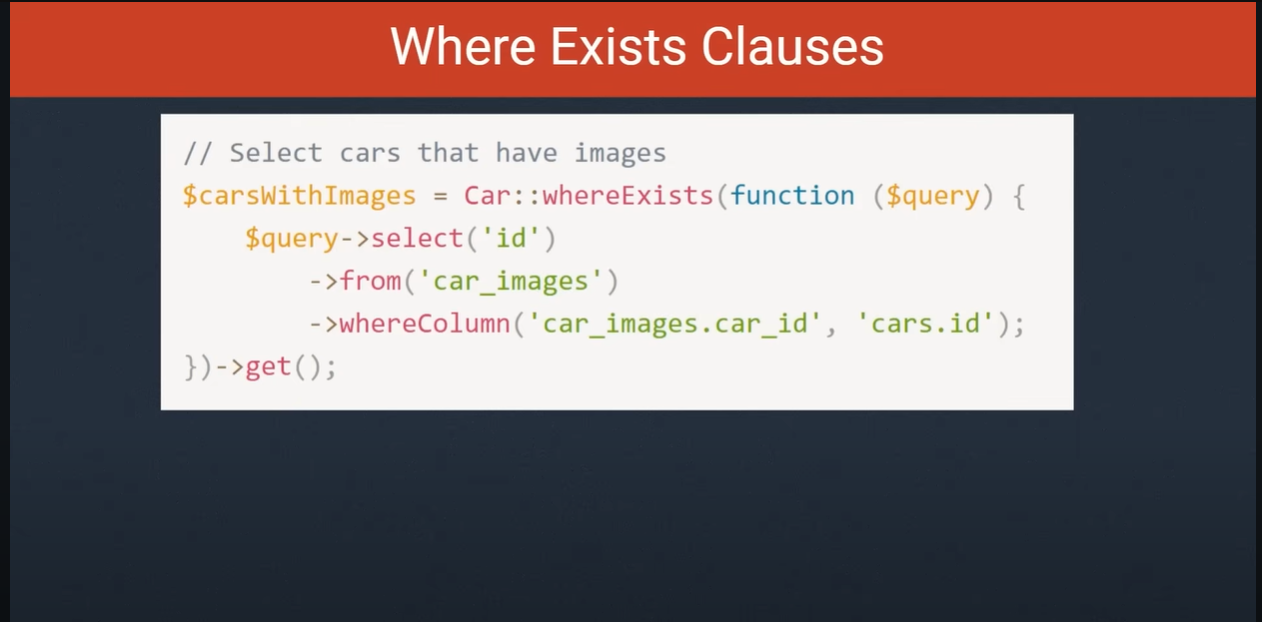 Where Exists Clauses
// Select cars that have images
$carsWithImages = Car::whereExists(function ($query) {
    $query->select('id')
        ->from('car_images')
        ->whereColumn('car_images.car_id', 'cars.id');
})->get();